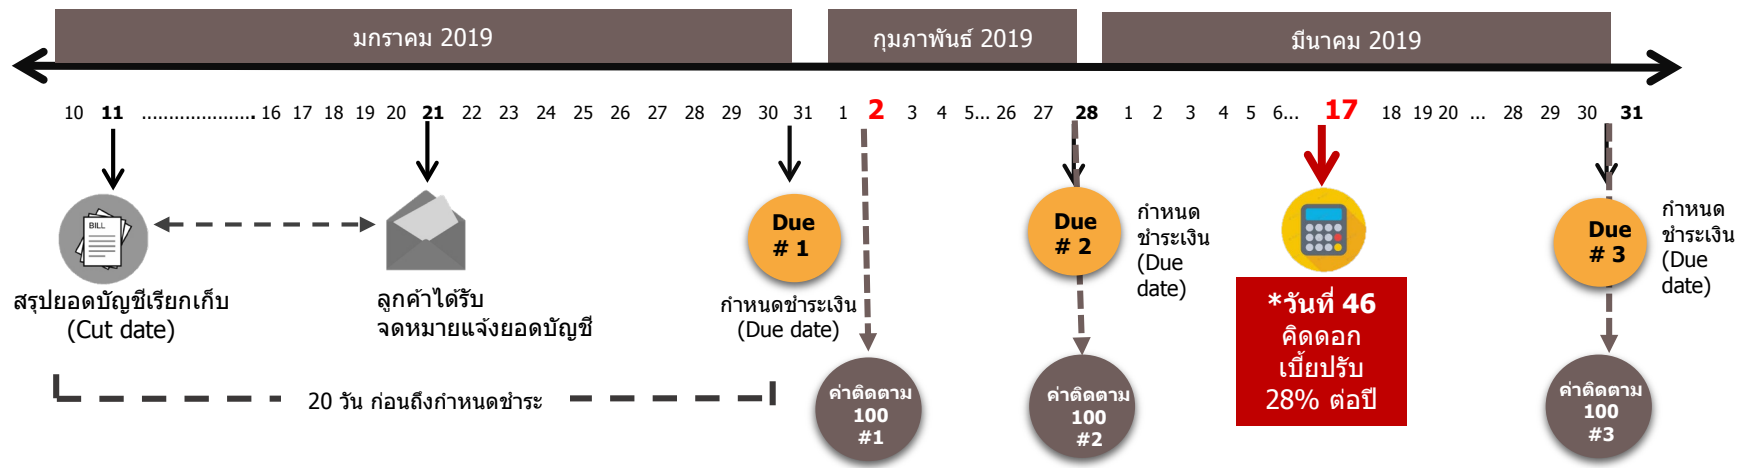 มกราคม 2019
กุมภาพันธ์ 2019
มีนาคม 2019
10 11 ..................... 16 17 18 19 20 21 22 23 24 25 26 27 28 29 30 31 1 2 3 4 5... 26 27 28 1 2 3 4 5 6... 17 18 19 20 ... 28 29 30 31
BILL
สรุปยอดบัญชีเรียกเก็บ
(Cut date)
ลูกค้าได้รับ
จดหมายแจ้งยอดบัญชี
Due
# 1
กำหนดชำระเงิน
(Due date)
Due
# 2
กำหนด
ชำระเงิน
(Due
date)
*วันที่ 46
คิดดอก
เบี้ยปรับ
28% ต่อปี
Due
# 3
กำหนด
ชำระเงิน
(Due
date)
20 วัน ก่อนถึงกำหนดชำระ
ค่าติดตาม
100
#1
ค่าติดตาม
100
#2
ค่าติดตาม
100
#3